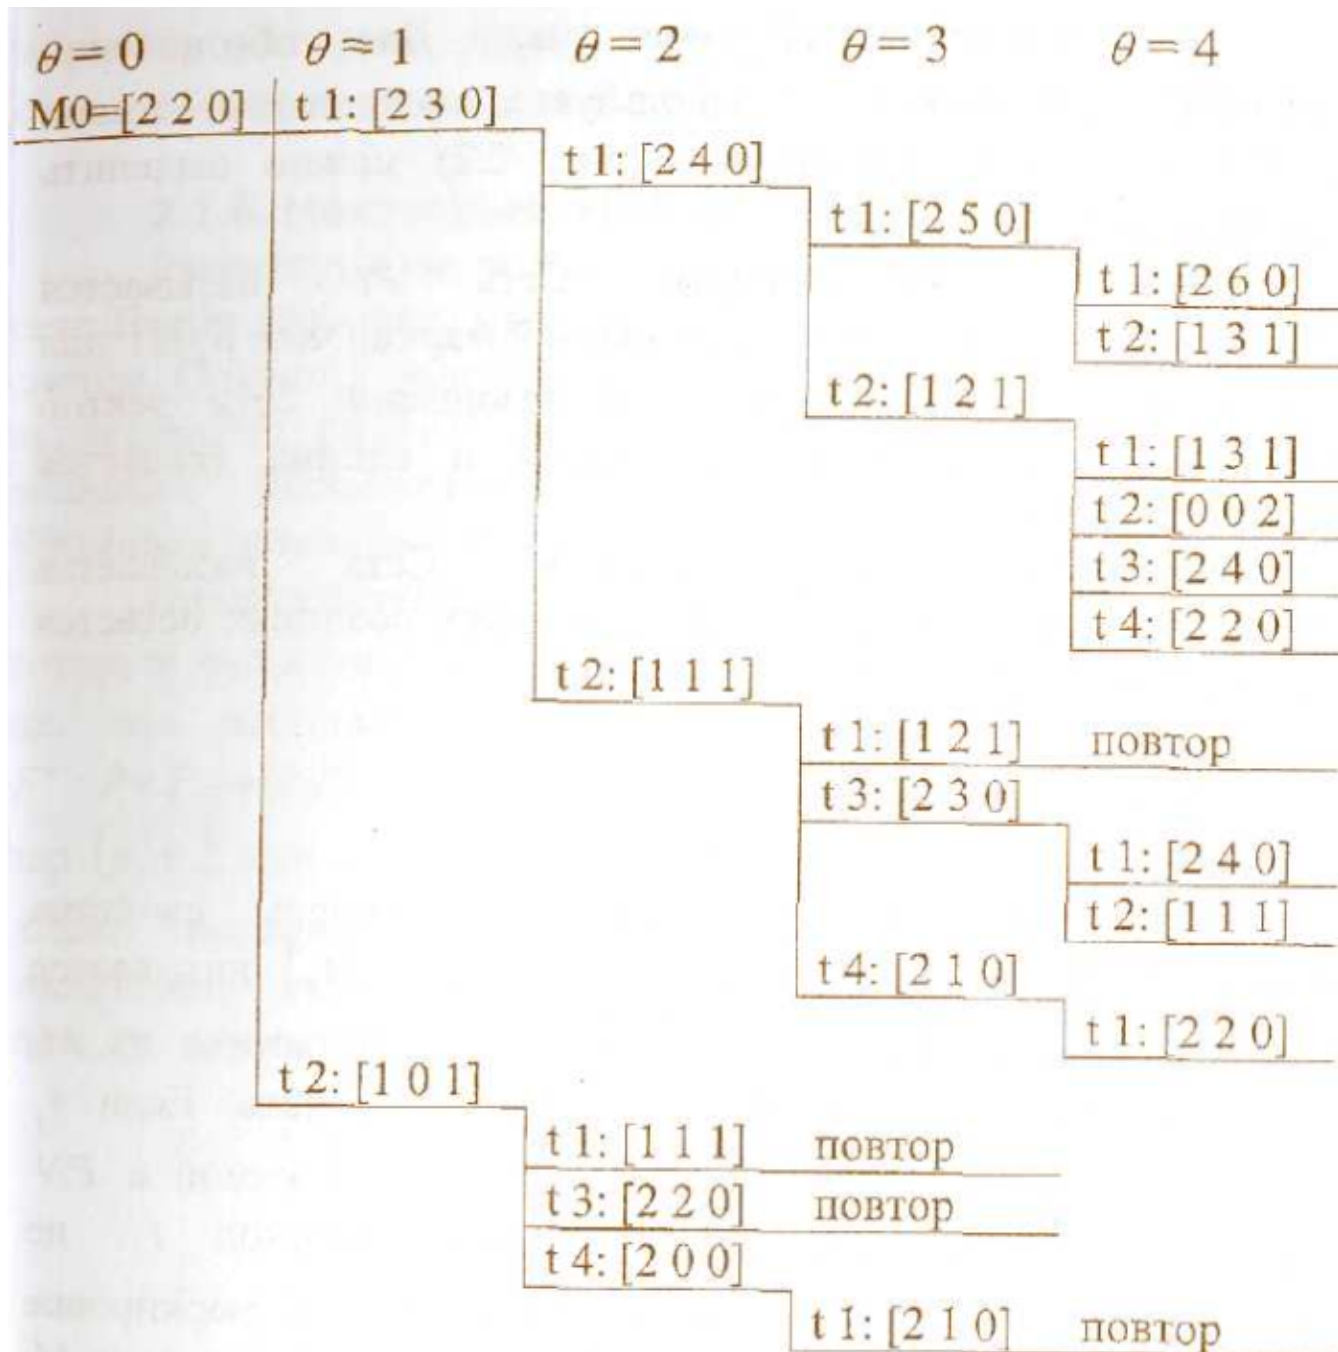 θ = 0 θ ≈ 1 θ = 2 θ = 3 θ = 4
M0=[2 2 0] t 1: [2 3 0]
t 1: [2 4 0]
t 1: [2 5 0]
t 1: [2 6 0]
t 2: [1 3 1]
t 2: [1 2 1]
t 1: [1 3 1]
t 2: [0 0 2]
t 3: [2 4 0]
t 4: [2 2 0]
t 2: [1 1 1]
t 1: [1 2 1] повтор
t 3: [2 3 0]
t 1: [2 4 0]
t 2: [1 1 1]
t 4: [2 1 0]
t 1: [2 2 0]
t 2: [1 0 1]
t 1: [1 1 1] повтор
t 3: [2 2 0] повтор
t 4: [2 0 0]
t 1: [2 1 0] повтор